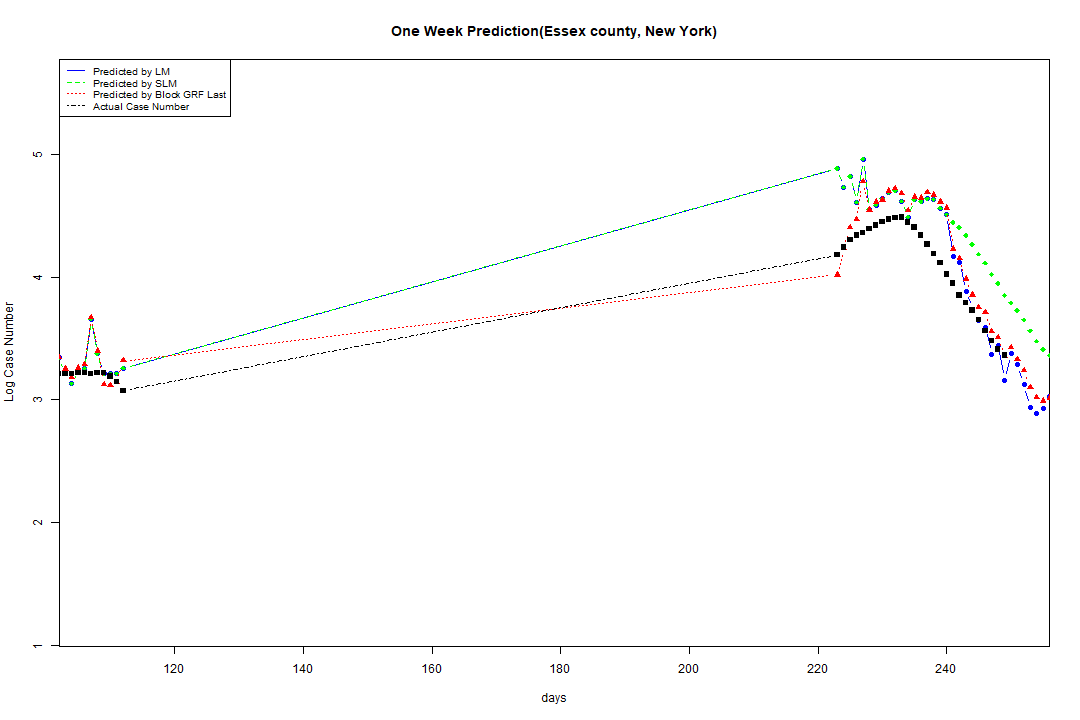 One Week Prediction(Essex county, New York)
Predicted by LM
Predicted by SLM
Predicted by Block GRF Last
Actual Case Number
Log Case Number
5
4
3
2
1
120 140 160 180 200 220 240
days